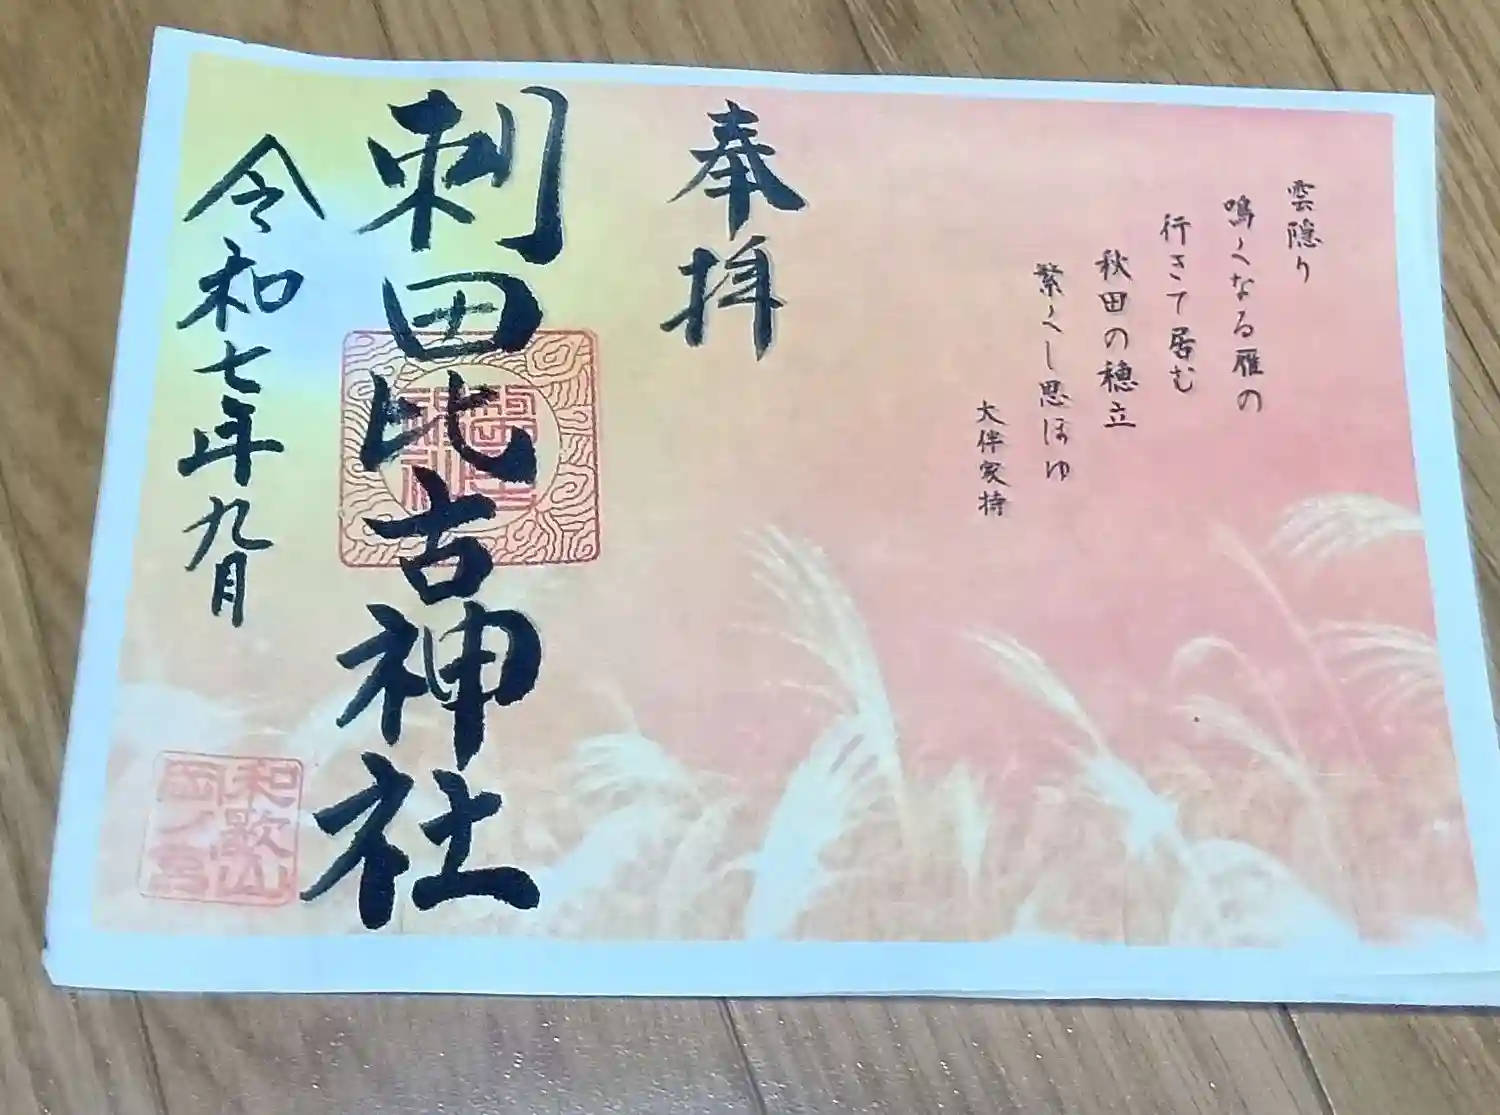 雲隠り
鳴くなる雁の
行きて居む
秋田の穂立
繁くし思ほゆ
大伴家持
奉拝
刺田比古神社
令和七年九月
和歌山
岡ノ宮